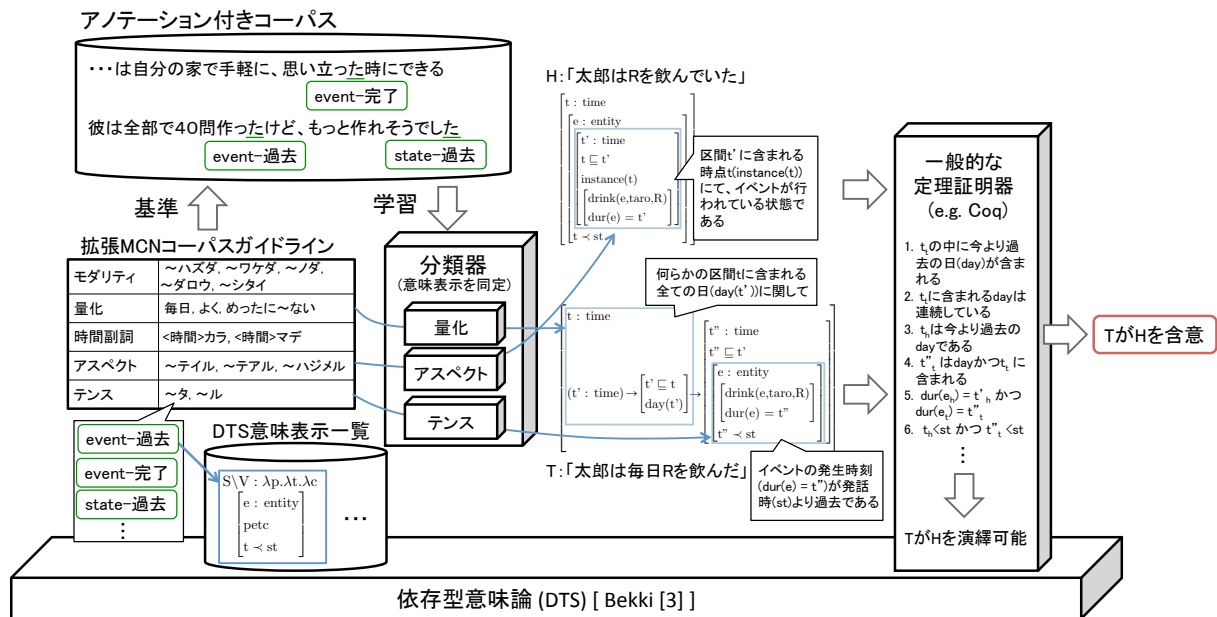 アノテーション付きコーパス
・・・は自分の家で手軽に、思い立った時にできる
event-完了
彼は全部で40問作ったけど、もっと作れそうでした
event-過去
state-過去
基準
学習
拡張MCNコーパスガイドライン
モダリティ
～ハズダ, ～ワケダ, ～ノダ,
～ダロウ, ～シタイ
量化
毎日, よく, めったに～ない
時間副詞
<時間>カラ, <時間>マデ
アスペクト
～テイル, ～テアル, ～ハジメル
テンス
～タ, ～ル
event-過去
event-完了
state-過去
⋮
分類器
(意味表示を同定)
量化
アスペクト
テンス
DTS意味表示一覧
S\V : λp.λt.λc
e : entity
petc
t ≺ st
…
H:「太郎はRを飲んでいた」
t : time
e : entity
t' : time
t ⊑ t'
instance(t)
drink(e,taro,R)
dur(e) = t'
t ≺ st
区間t'に含まれる
時点t(instance(t))
にて、イベントが行
われている状態で
ある
何らかの区間tに含まれる
全ての日(day(t'))に関して
t : time
(t' : time) →
t' ⊑ t
day(t')
→
t" : time
t" ⊑ t'
e : entity
drink(e,taro,R)
dur(e) = t"
t" ≺ st
T:「太郎は毎日Rを飲んだ」
イベントの発生時刻
(dur(e) = t")が発話
時(st)より過去である
一般的な
定理証明器
(e.g. Coq)
1. tₜの中に今より過
去の日(day)が含ま
れる
2. tₜに含まれるdayは
連続している
3. tₕは今より過去の
dayである
4. t"ₜ はdayかつtₜ に
含まれる
5. dur(eₕ) = t'ₕ かつ
dur(eₜ) = t"ₜ
6. tₕ<st かつ t"ₜ <st
⋮
TがHを演繹可能
TがHを含意
依存型意味論 (DTS) [ Bekki [3] ]